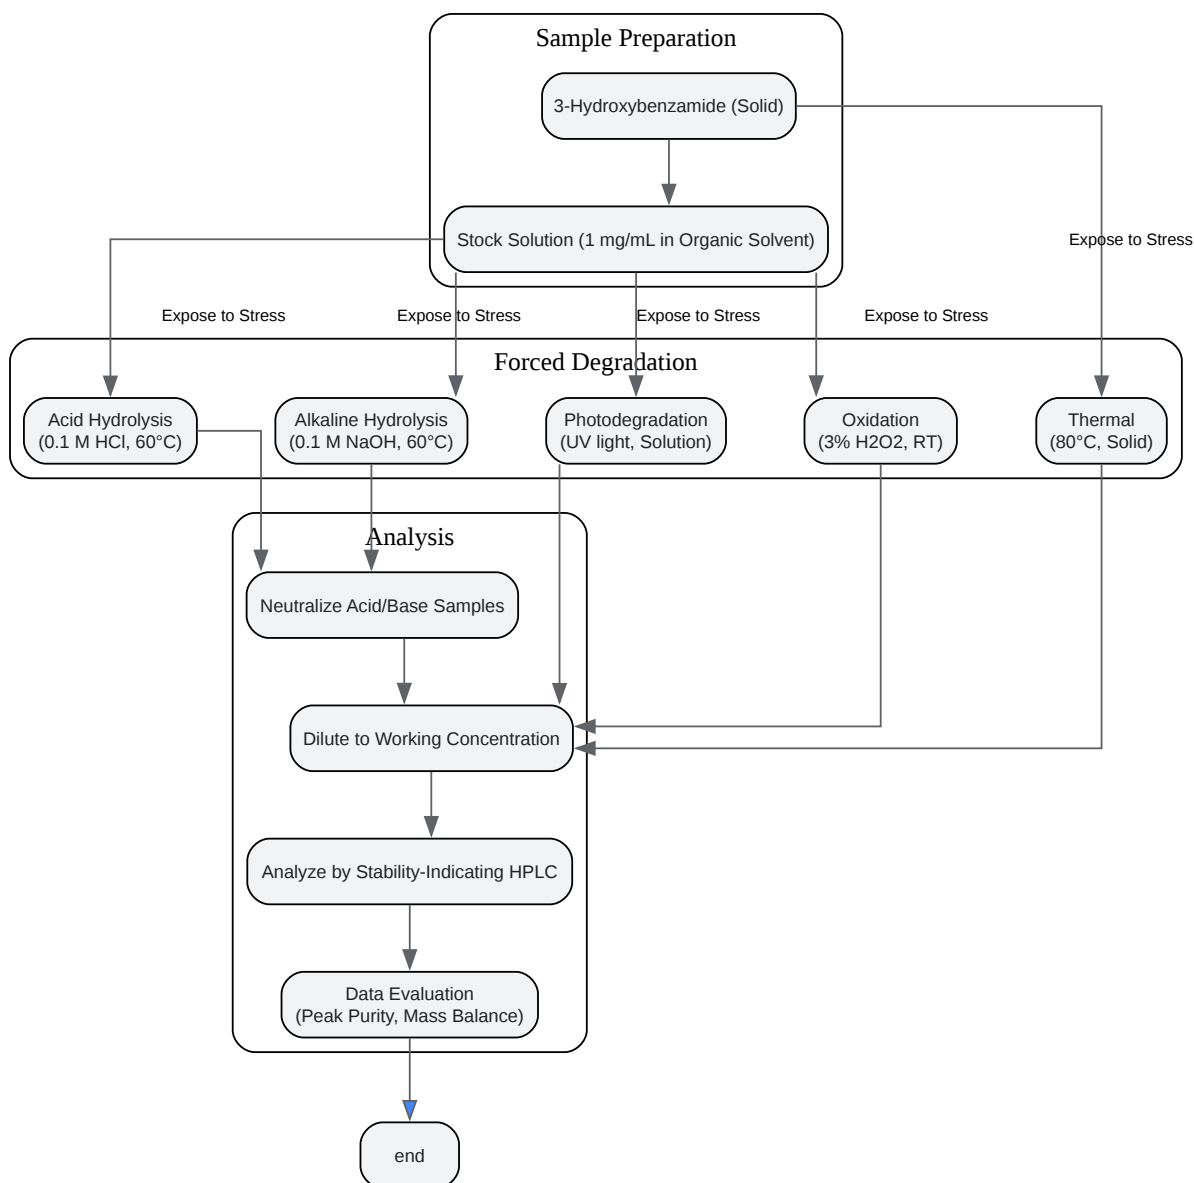 Sample Preparation
3-Hydroxybenzamide (Solid)
Stock Solution (1 mg/mL in Organic Solvent)
Expose to Stress
Expose to Stress
Expose to Stress
Expose to Stress
Expose to Stress
Forced Degradation
Acid Hydrolysis
(0.1 M HCl, 60°C)
Alkaline Hydrolysis
(0.1 M NaOH, 60°C)
Photodegradation
(UV light, Solution)
Oxidation
(3% H2O2, RT)
Thermal
(80°C, Solid)
Analysis
Neutralize Acid/Base Samples
Dilute to Working Concentration
Analyze by Stability-Indicating HPLC
Data Evaluation
(Peak Purity, Mass Balance)
end